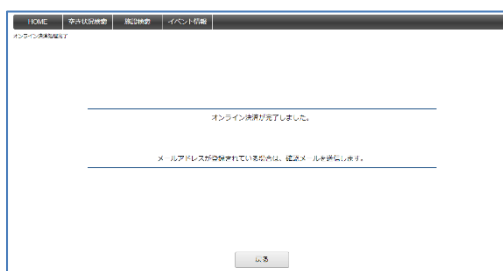 HOME 空き状況検索 施設検索 イベント情報
オンライン決済処理完了
オンライン決済が完了しました。
メールアドレスが登録されている場合は、確認メールを送信します。
戻る